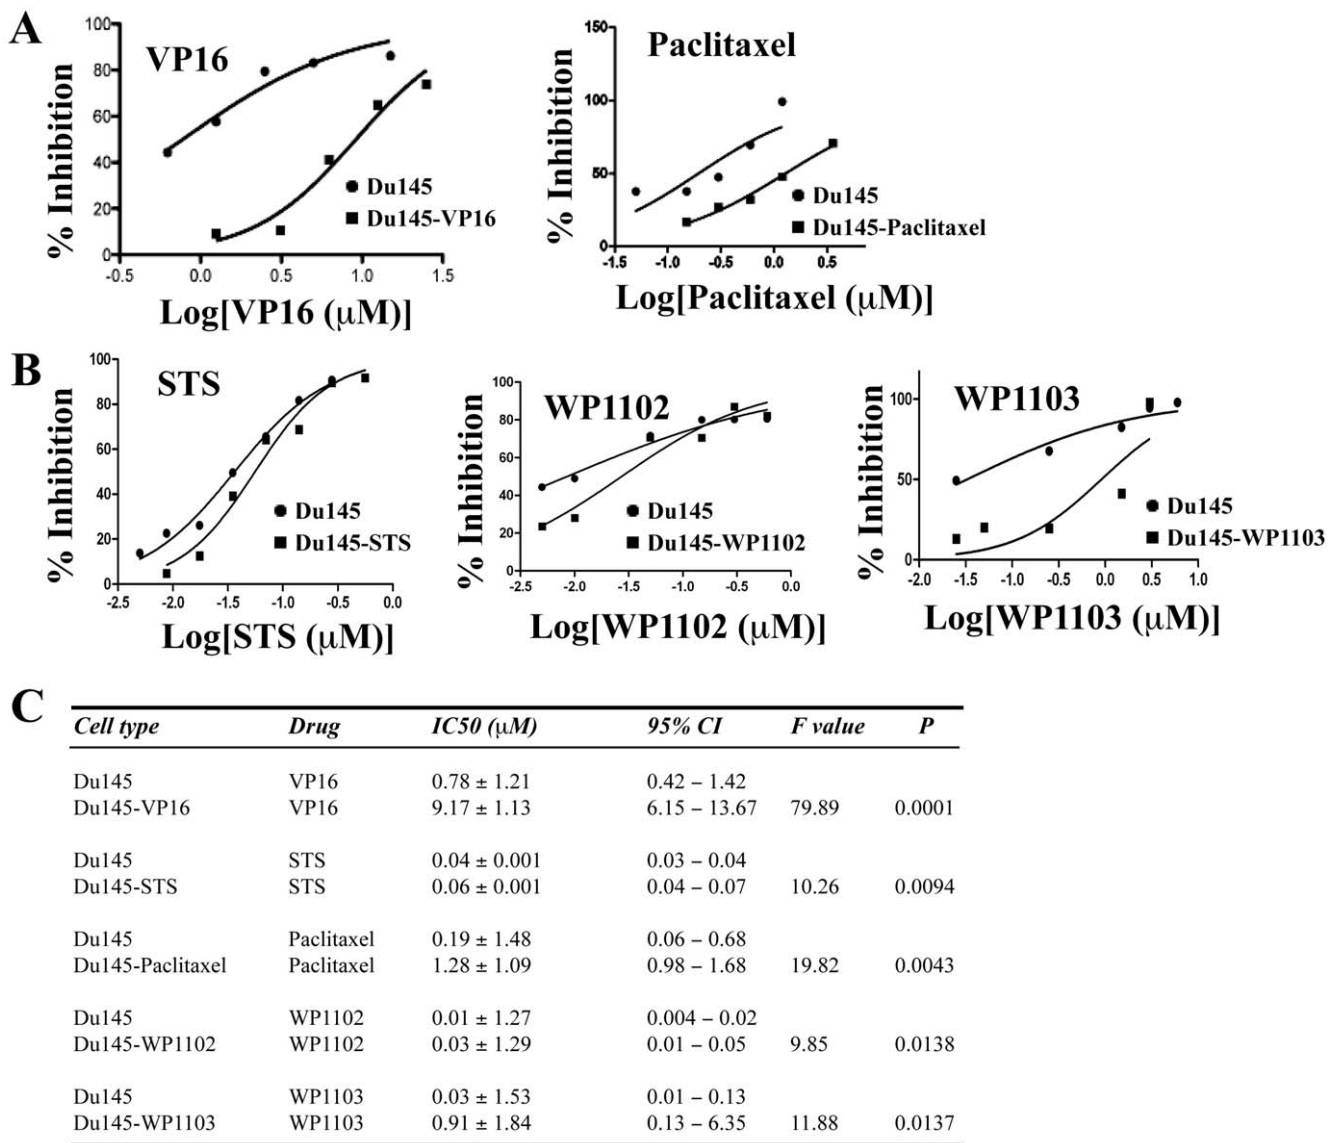 A
VP16
% Inhibition
100
80
60
40
20
0
-0.5 0.0 0.5 1.0 1.5
Du145
Du145-VP16
Log[VP16 (μM)]
Paclitaxel
% Inhibition
150
100
50
0
-1.5 -1.0 -0.5 0.0 0.5
Du145
Du145-Paclitaxel
Log[Paclitaxel (μM)]
B
STS
% Inhibition
100
80
60
40
20
0
-2.5 -2.0 -1.5 -1.0 -0.5 0.0
Du145
Du145-STS
Log[STS (μM)]
WP1102
% Inhibition
100
80
60
40
20
0
-2.5 -2.0 -1.5 -1.0 -0.5 0.0
Du145
Du145-WP1102
Log[WP1102 (μM)]
WP1103
% Inhibition
100
50
0
-2.0 -1.5 -1.0 -0.5 0.0 0.5 1.0
Du145
Du145-WP1103
Log[WP1103 (μM)]
C
Cell type Drug IC50 (μM) 95% CI F value P
Du145 VP16 0.78 ± 1.21 0.42 – 1.42
Du145-VP16 VP16 9.17 ± 1.13 6.15 – 13.67 79.89 0.0001
Du145 STS 0.04 ± 0.001 0.03 – 0.04
Du145-STS STS 0.06 ± 0.001 0.04 – 0.07 10.26 0.0094
Du145 Paclitaxel 0.19 ± 1.48 0.06 – 0.68
Du145-Paclitaxel Paclitaxel 1.28 ± 1.09 0.98 – 1.68 19.82 0.0043
Du145 WP1102 0.01 ± 1.27 0.004 – 0.02
Du145-WP1102 WP1102 0.03 ± 1.29 0.01 – 0.05 9.85 0.0138
Du145 WP1103 0.03 ± 1.53 0.01 – 0.13
Du145-WP1103 WP1103 0.91 ± 1.84 0.13 – 6.35 11.88 0.0137